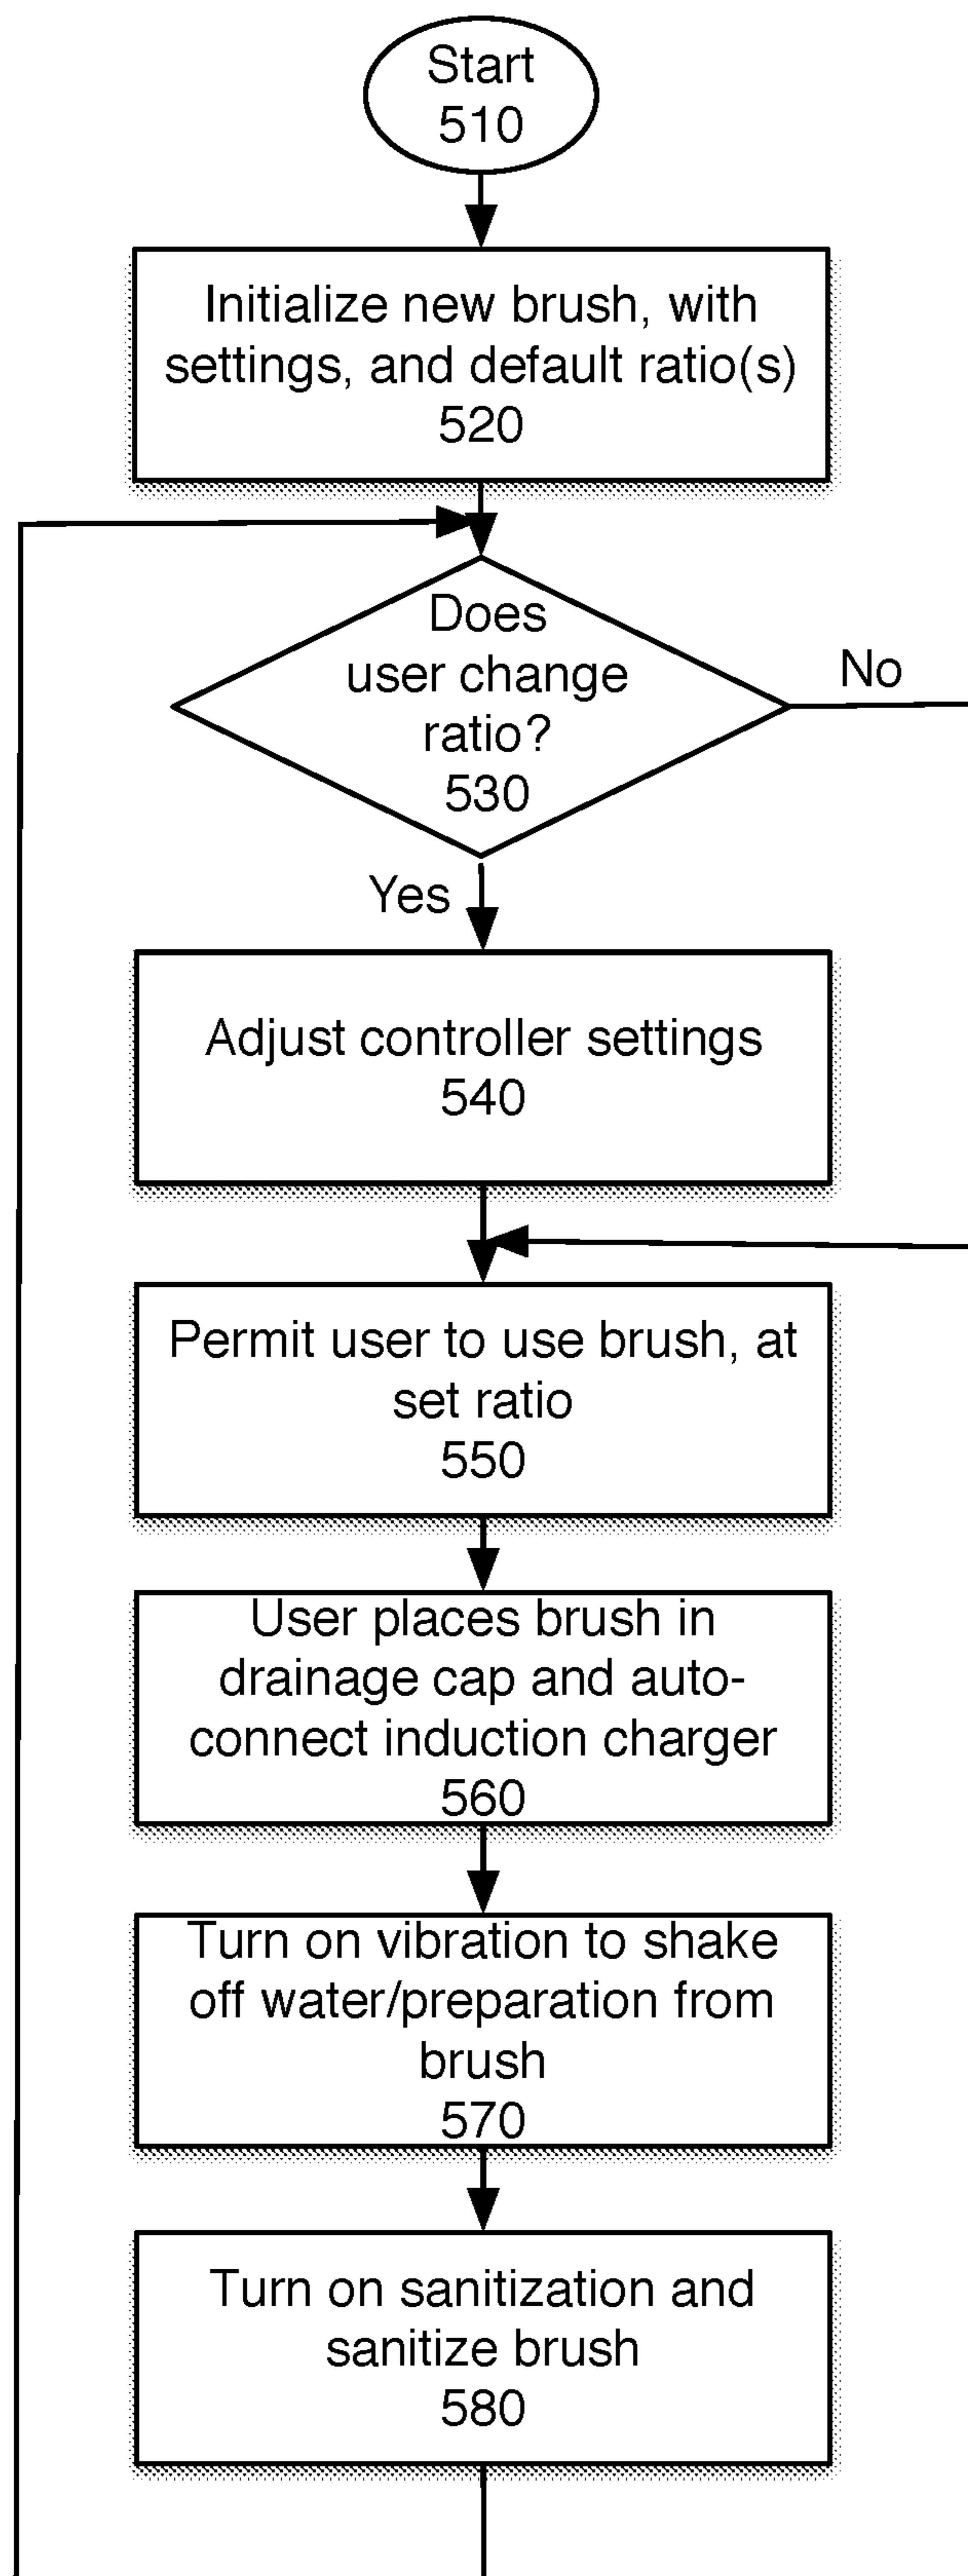 Start
510
Initialize new brush, with
settings, and default ratio(s)
520
Does
user change
ratio?
530
No
Yes
Adjust controller settings
540
Permit user to use brush, at
set ratio
550
User places brush in
drainage cap and auto-
connect induction charger
560
Turn on vibration to shake
off water/preparation from
brush
570
Turn on sanitization and
sanitize brush
580